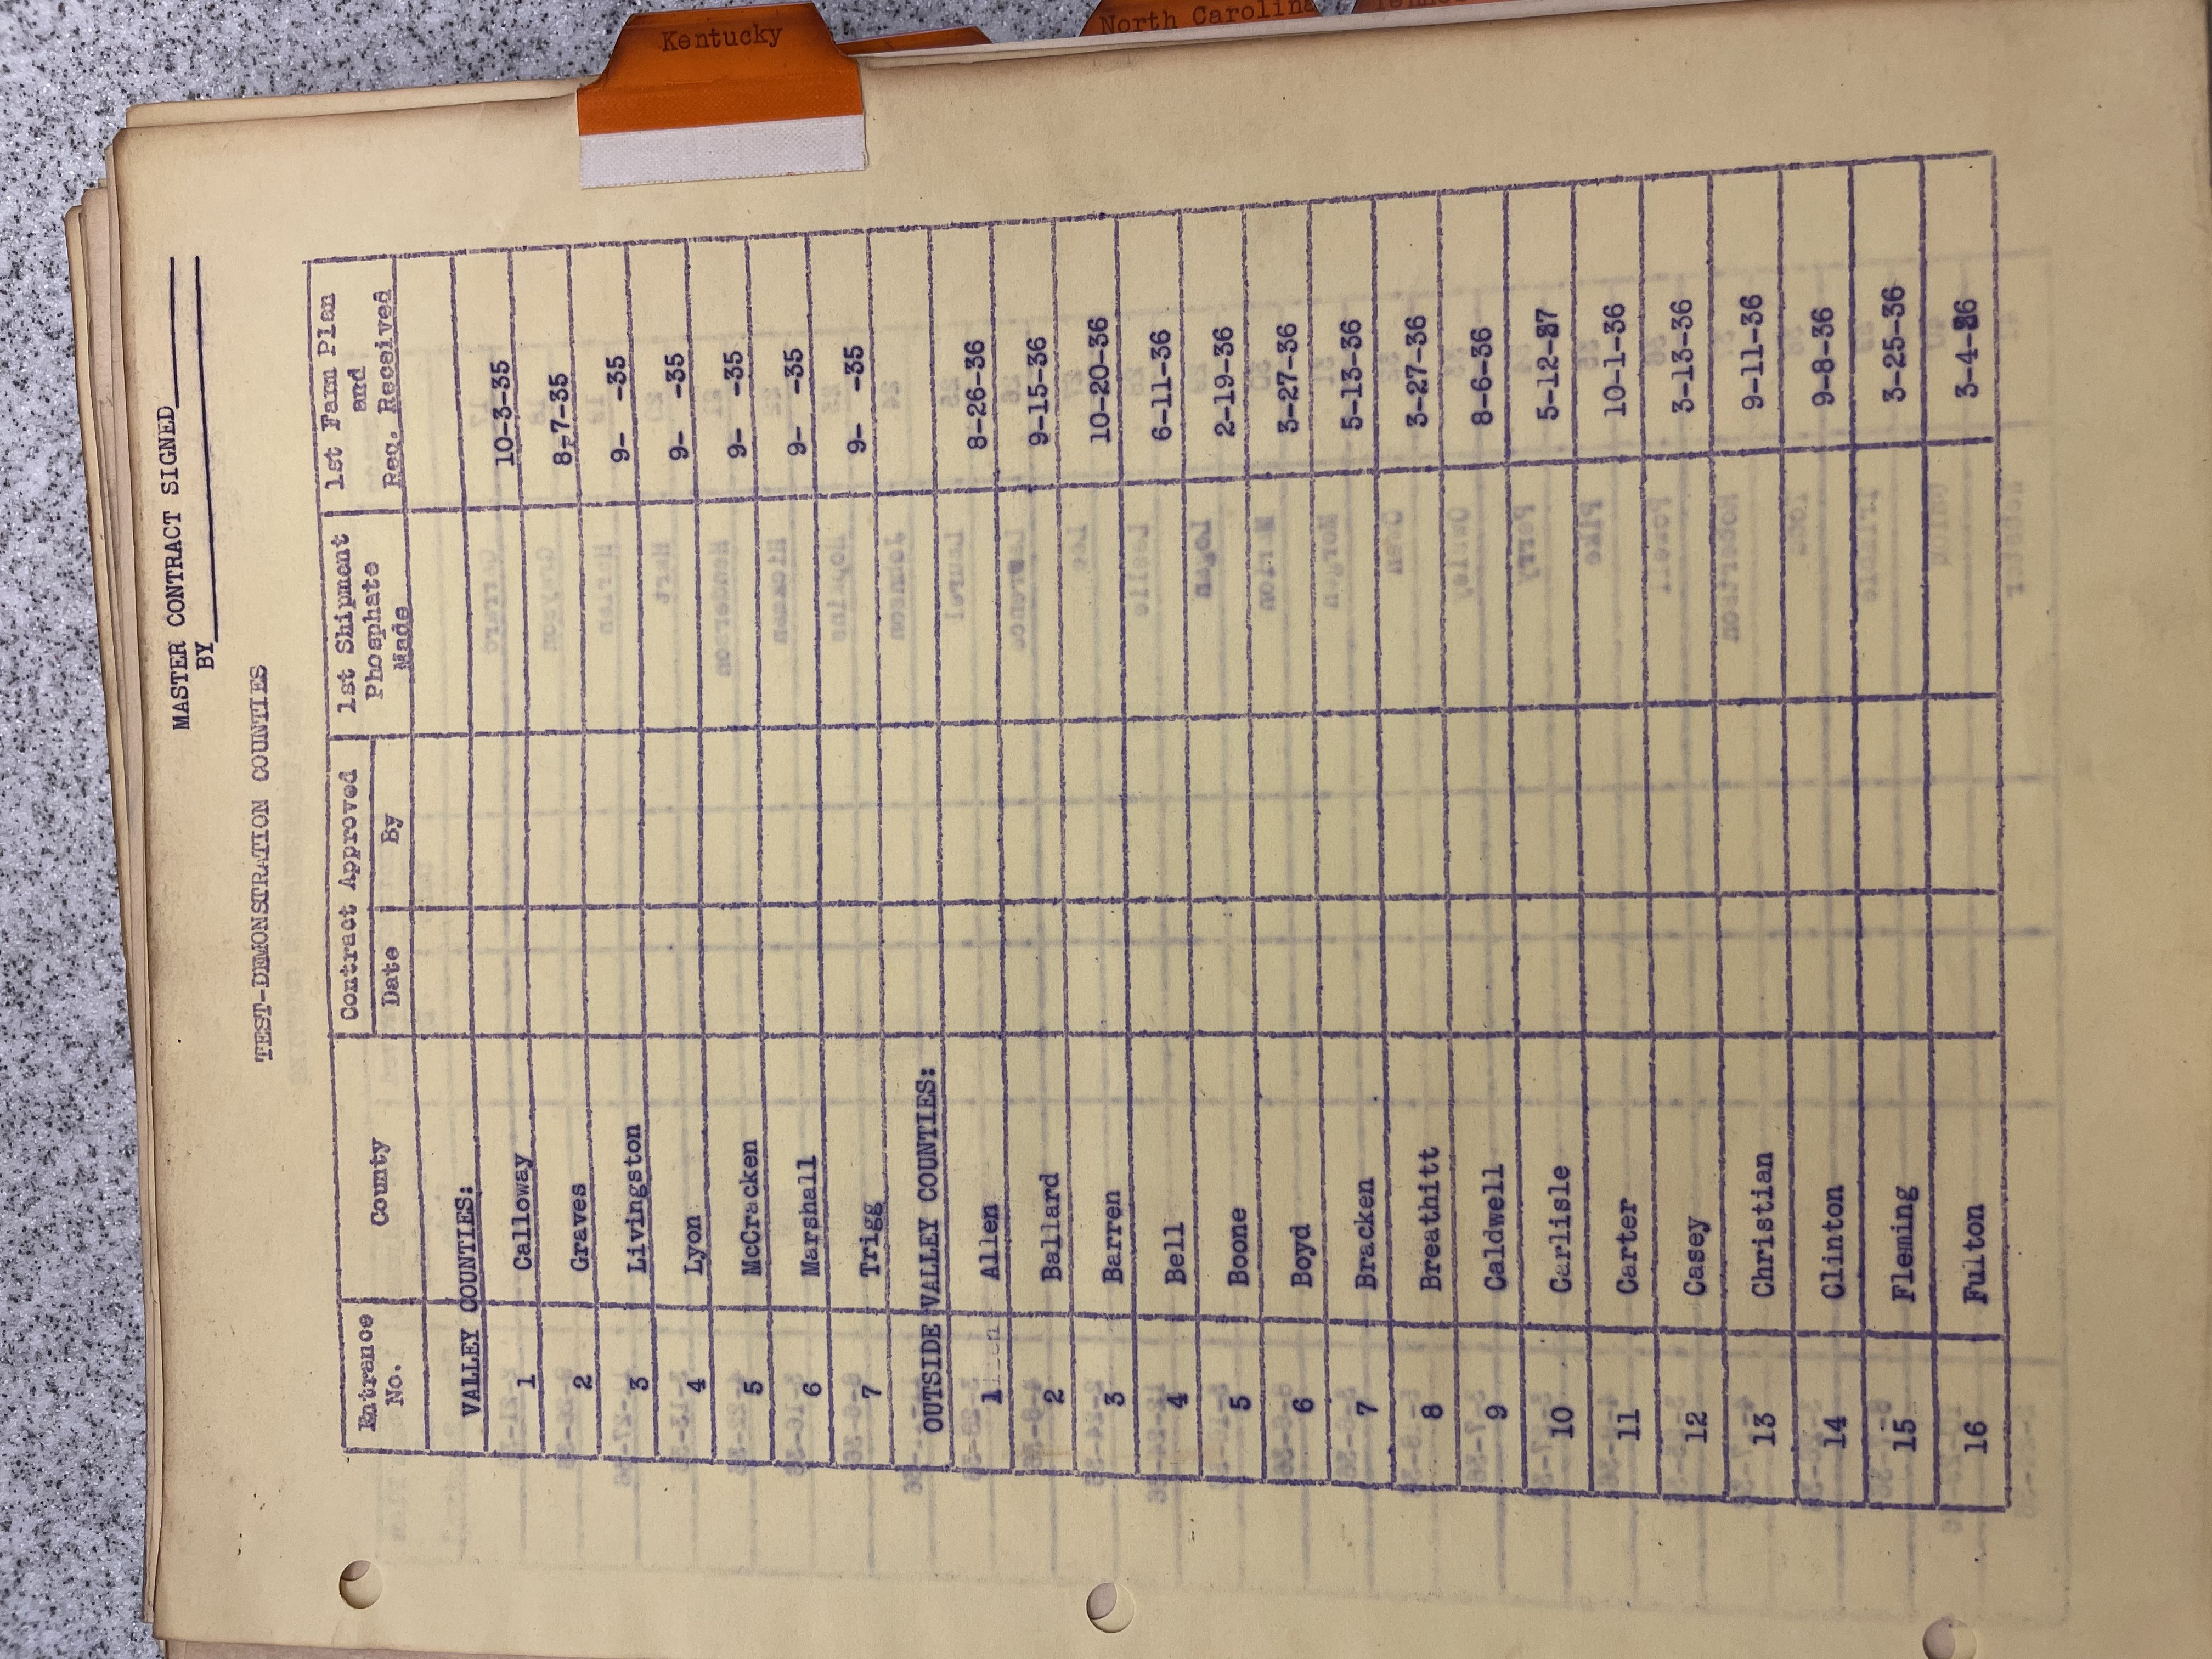 MASTER CONTRACT SIGNED
BY
TEST-DEMONSTRATION COUNTIES
Entrance No. County Contract Approved Date By 1st Shipment Phosphate Made 1st Farm Plan and Req. Received
VALLEY COUNTIES:
1 Calloway 10-3-35
2 Graves 8-7-35
3 Livingston 9- -35
4 Lyon 9- -35
5 McCracken 9- -35
6 Marshall 9- -35
7 Trigg 9- -35
OUTSIDE VALLEY COUNTIES:
1 Allen 8-26-36
2 Ballard 9-15-36
3 Barren 10-20-36
4 Bell 6-11-36
5 Boone 2-19-36
6 Boyd 3-27-36
7 Bracken 5-13-36
8 Breathitt 3-27-36
9 Caldwell 8-6-36
10 Carlisle 5-12-37
11 Carter 10-1-36
12 Casey 3-13-36
13 Christian 9-11-36
14 Clinton 9-8-36
15 Fleming 3-25-36
16 Fulton 3-4-36
Kentucky
North Carolina